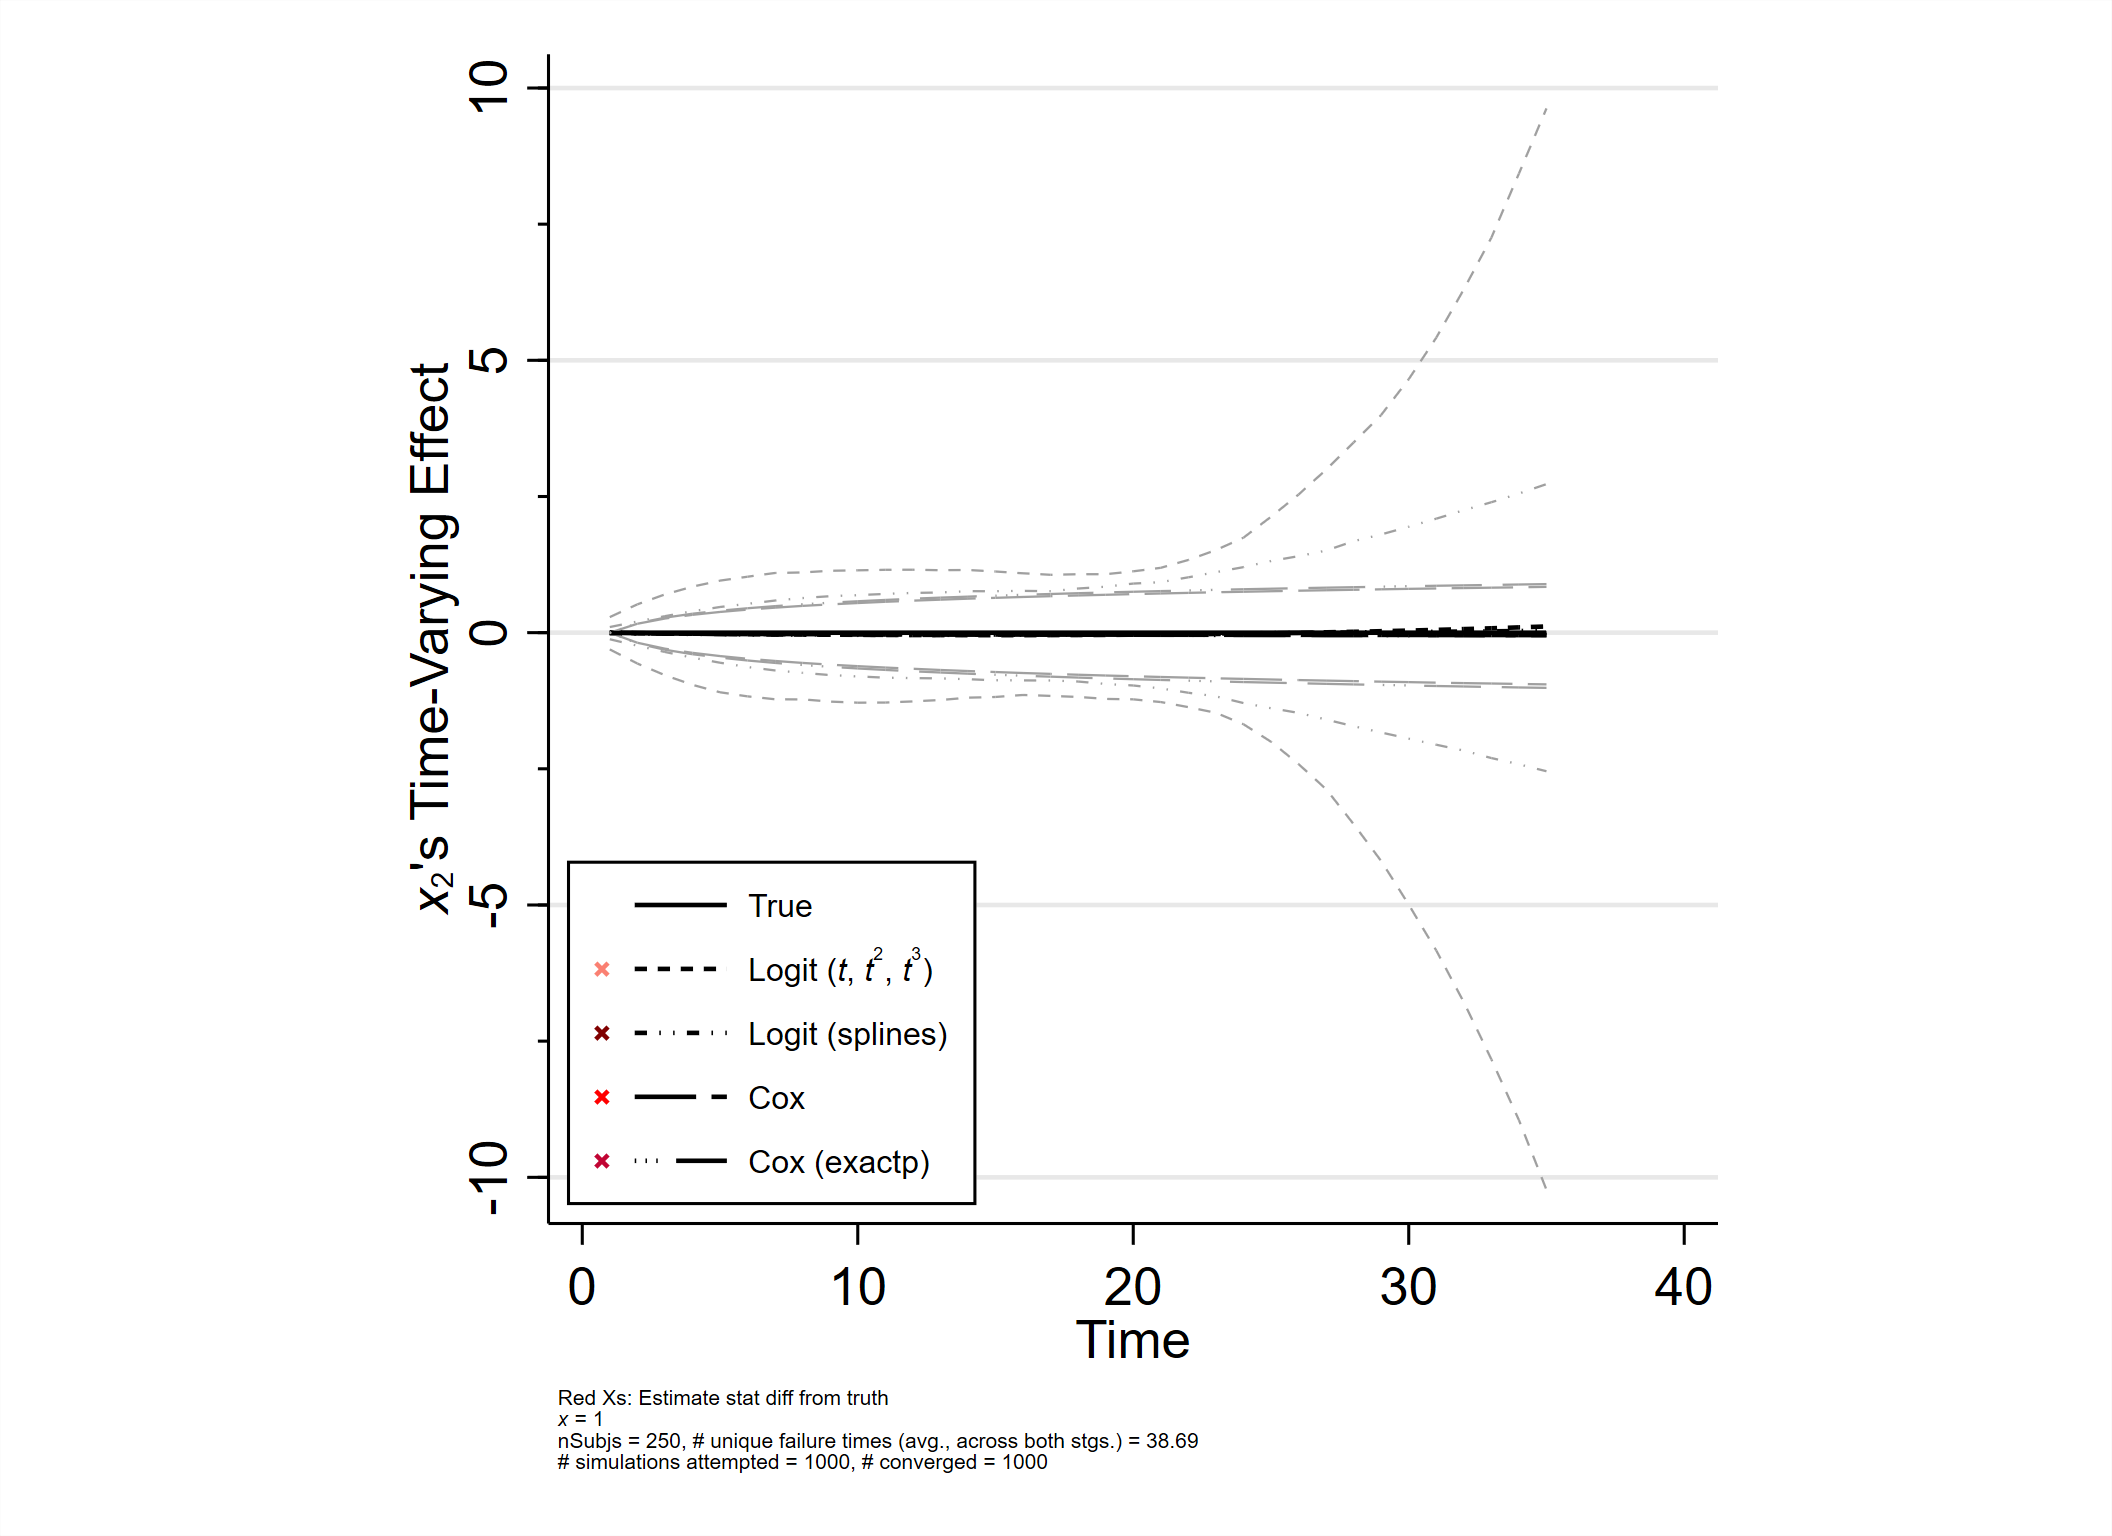 x₂'s Time-Varying Effect
10
5
0
-5
-10
True
Logit (t, t², t³)
Logit (splines)
Cox
Cox (exactp)
0 10 20 30 40
Time
Red Xs: Estimate stat diff from truth
x = 1
nSubjs = 250, # unique failure times (avg., across both stgs.) = 38.69
# simulations attempted = 1000, # converged = 1000